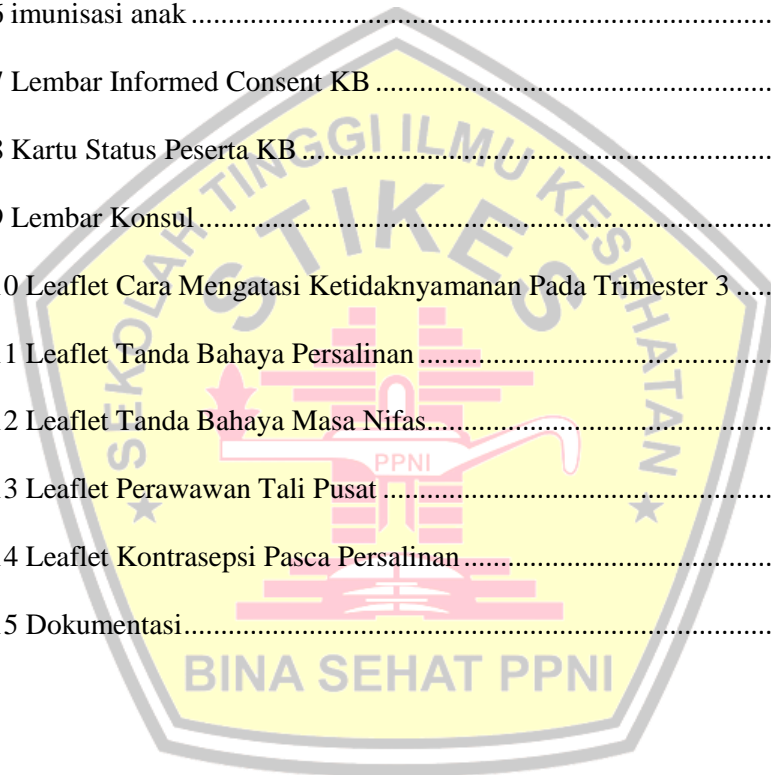 6 imunisasi anak ...........................................................................
7 Lembar Informed Consent KB ..................................................
8 Kartu Status Peserta KB ............................................................
9 Lembar Konsul ..........................................................................
10 Leaflet Cara Mengatasi Ketidaknyamanan Pada Trimester 3 .....
11 Leaflet Tanda Bahaya Persalinan .............................................
12 Leaflet Tanda Bahaya Masa Nifas............................................
13 Leaflet Perawawan Tali Pusat ..................................................
14 Leaflet Kontrasepsi Pasca Persalinan .......................................
15 Dokumentasi.............................................................................
SEKOLAH TINGGI ILMU KESEHATAN
STIKES
PPNI
BINA SEHAT PPNI